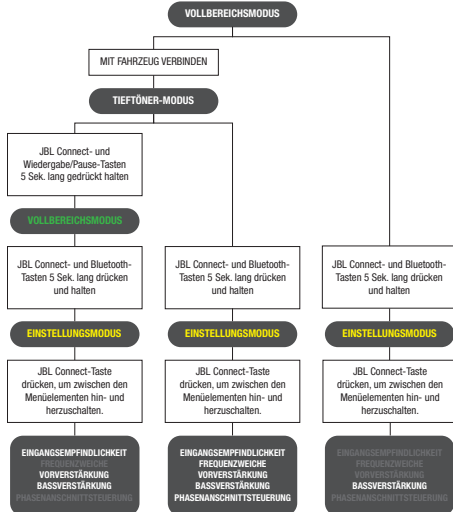 VOLLBEREICHSMODUS
MIT FAHRZEUG VERBINDEN
TIEFTÖNER-MODUS
JBL Connect- und
Wiedergabe/Pause-Tasten
5 Sek. lang gedrückt halten
VOLLBEREICHSMODUS
JBL Connect- und Bluetooth-
Tasten 5 Sek. lang drücken
und halten
EINSTELLUNGSMODUS
JBL Connect-Taste
drücken, um zwischen den
Menüelementen hin- und
herzuschalten.
EINGANGSEMPFINDLICHKEIT
FREQUENZWEICHE
VORVERSTÄRKUNG
BASSVERSTÄRKUNG
PHASENANSCHNITTSTEUERUNG
JBL Connect- und Bluetooth-
Tasten 5 Sek. lang drücken
und halten
EINSTELLUNGSMODUS
JBL Connect-Taste
drücken, um zwischen den
Menüelementen hin- und
herzuschalten.
EINGANGSEMPFINDLICHKEIT
FREQUENZWEICHE
VORVERSTÄRKUNG
BASSVERSTÄRKUNG
PHASENANSCHNITTSTEUERUNG
JBL Connect- und Bluetooth-
Tasten 5 Sek. lang drücken
und halten
EINSTELLUNGSMODUS
JBL Connect-Taste
drücken, um zwischen den
Menüelementen hin- und
herzuschalten.
EINGANGSEMPFINDLICHKEIT
FREQUENZWEICHE
VORVERSTÄRKUNG
BASSVERSTÄRKUNG
PHASENANSCHNITTSTEUERUNG